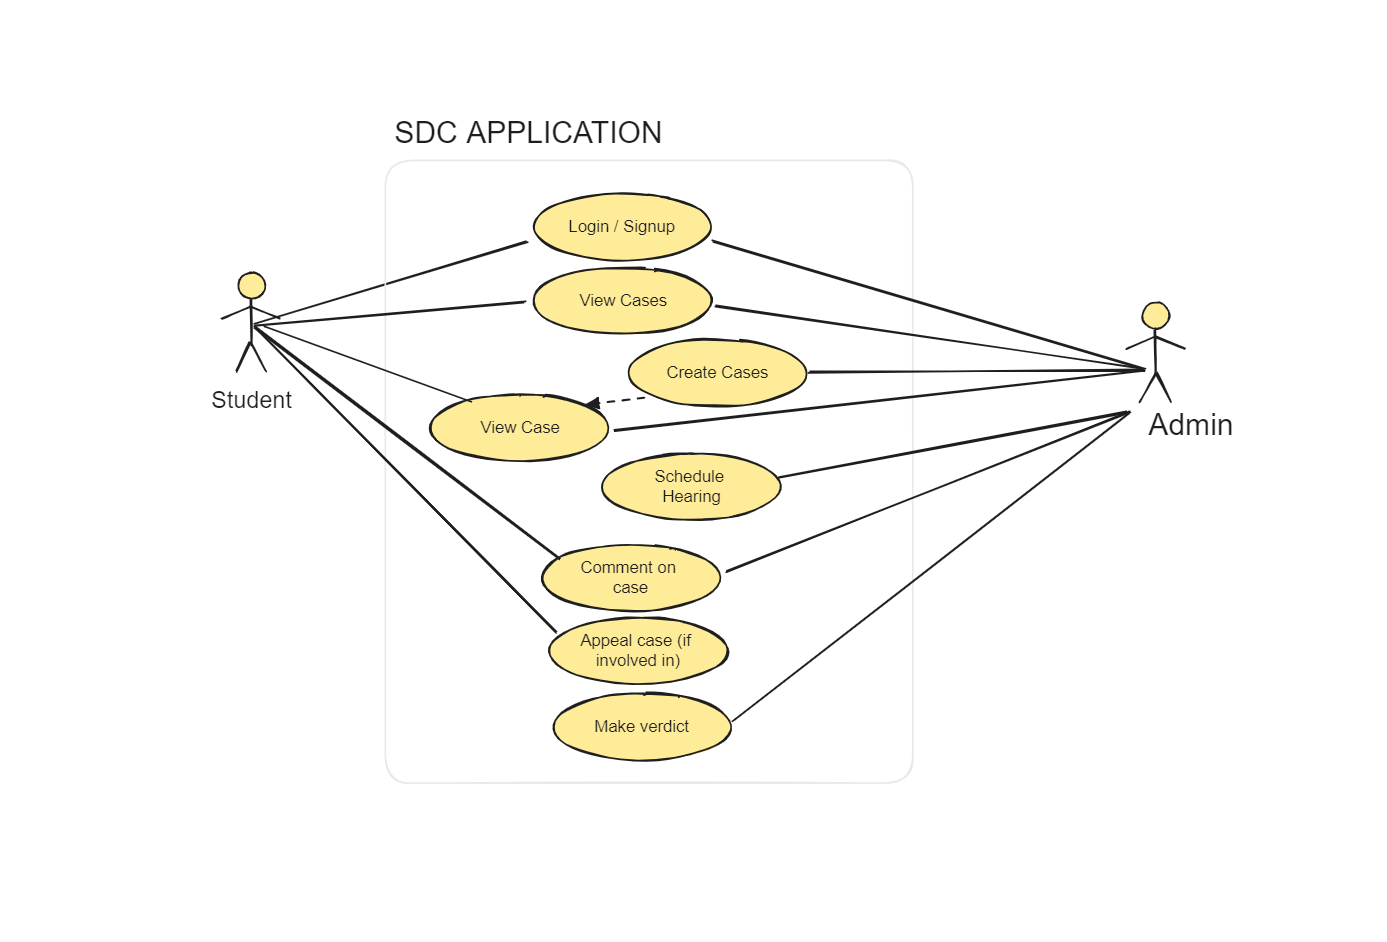 SDC APPLICATION
Login / Signup
View Cases
Create Cases
Student
View Case
Admin
Schedule
Hearing
Comment on
case
Appeal case (if
involved in)
Make verdict